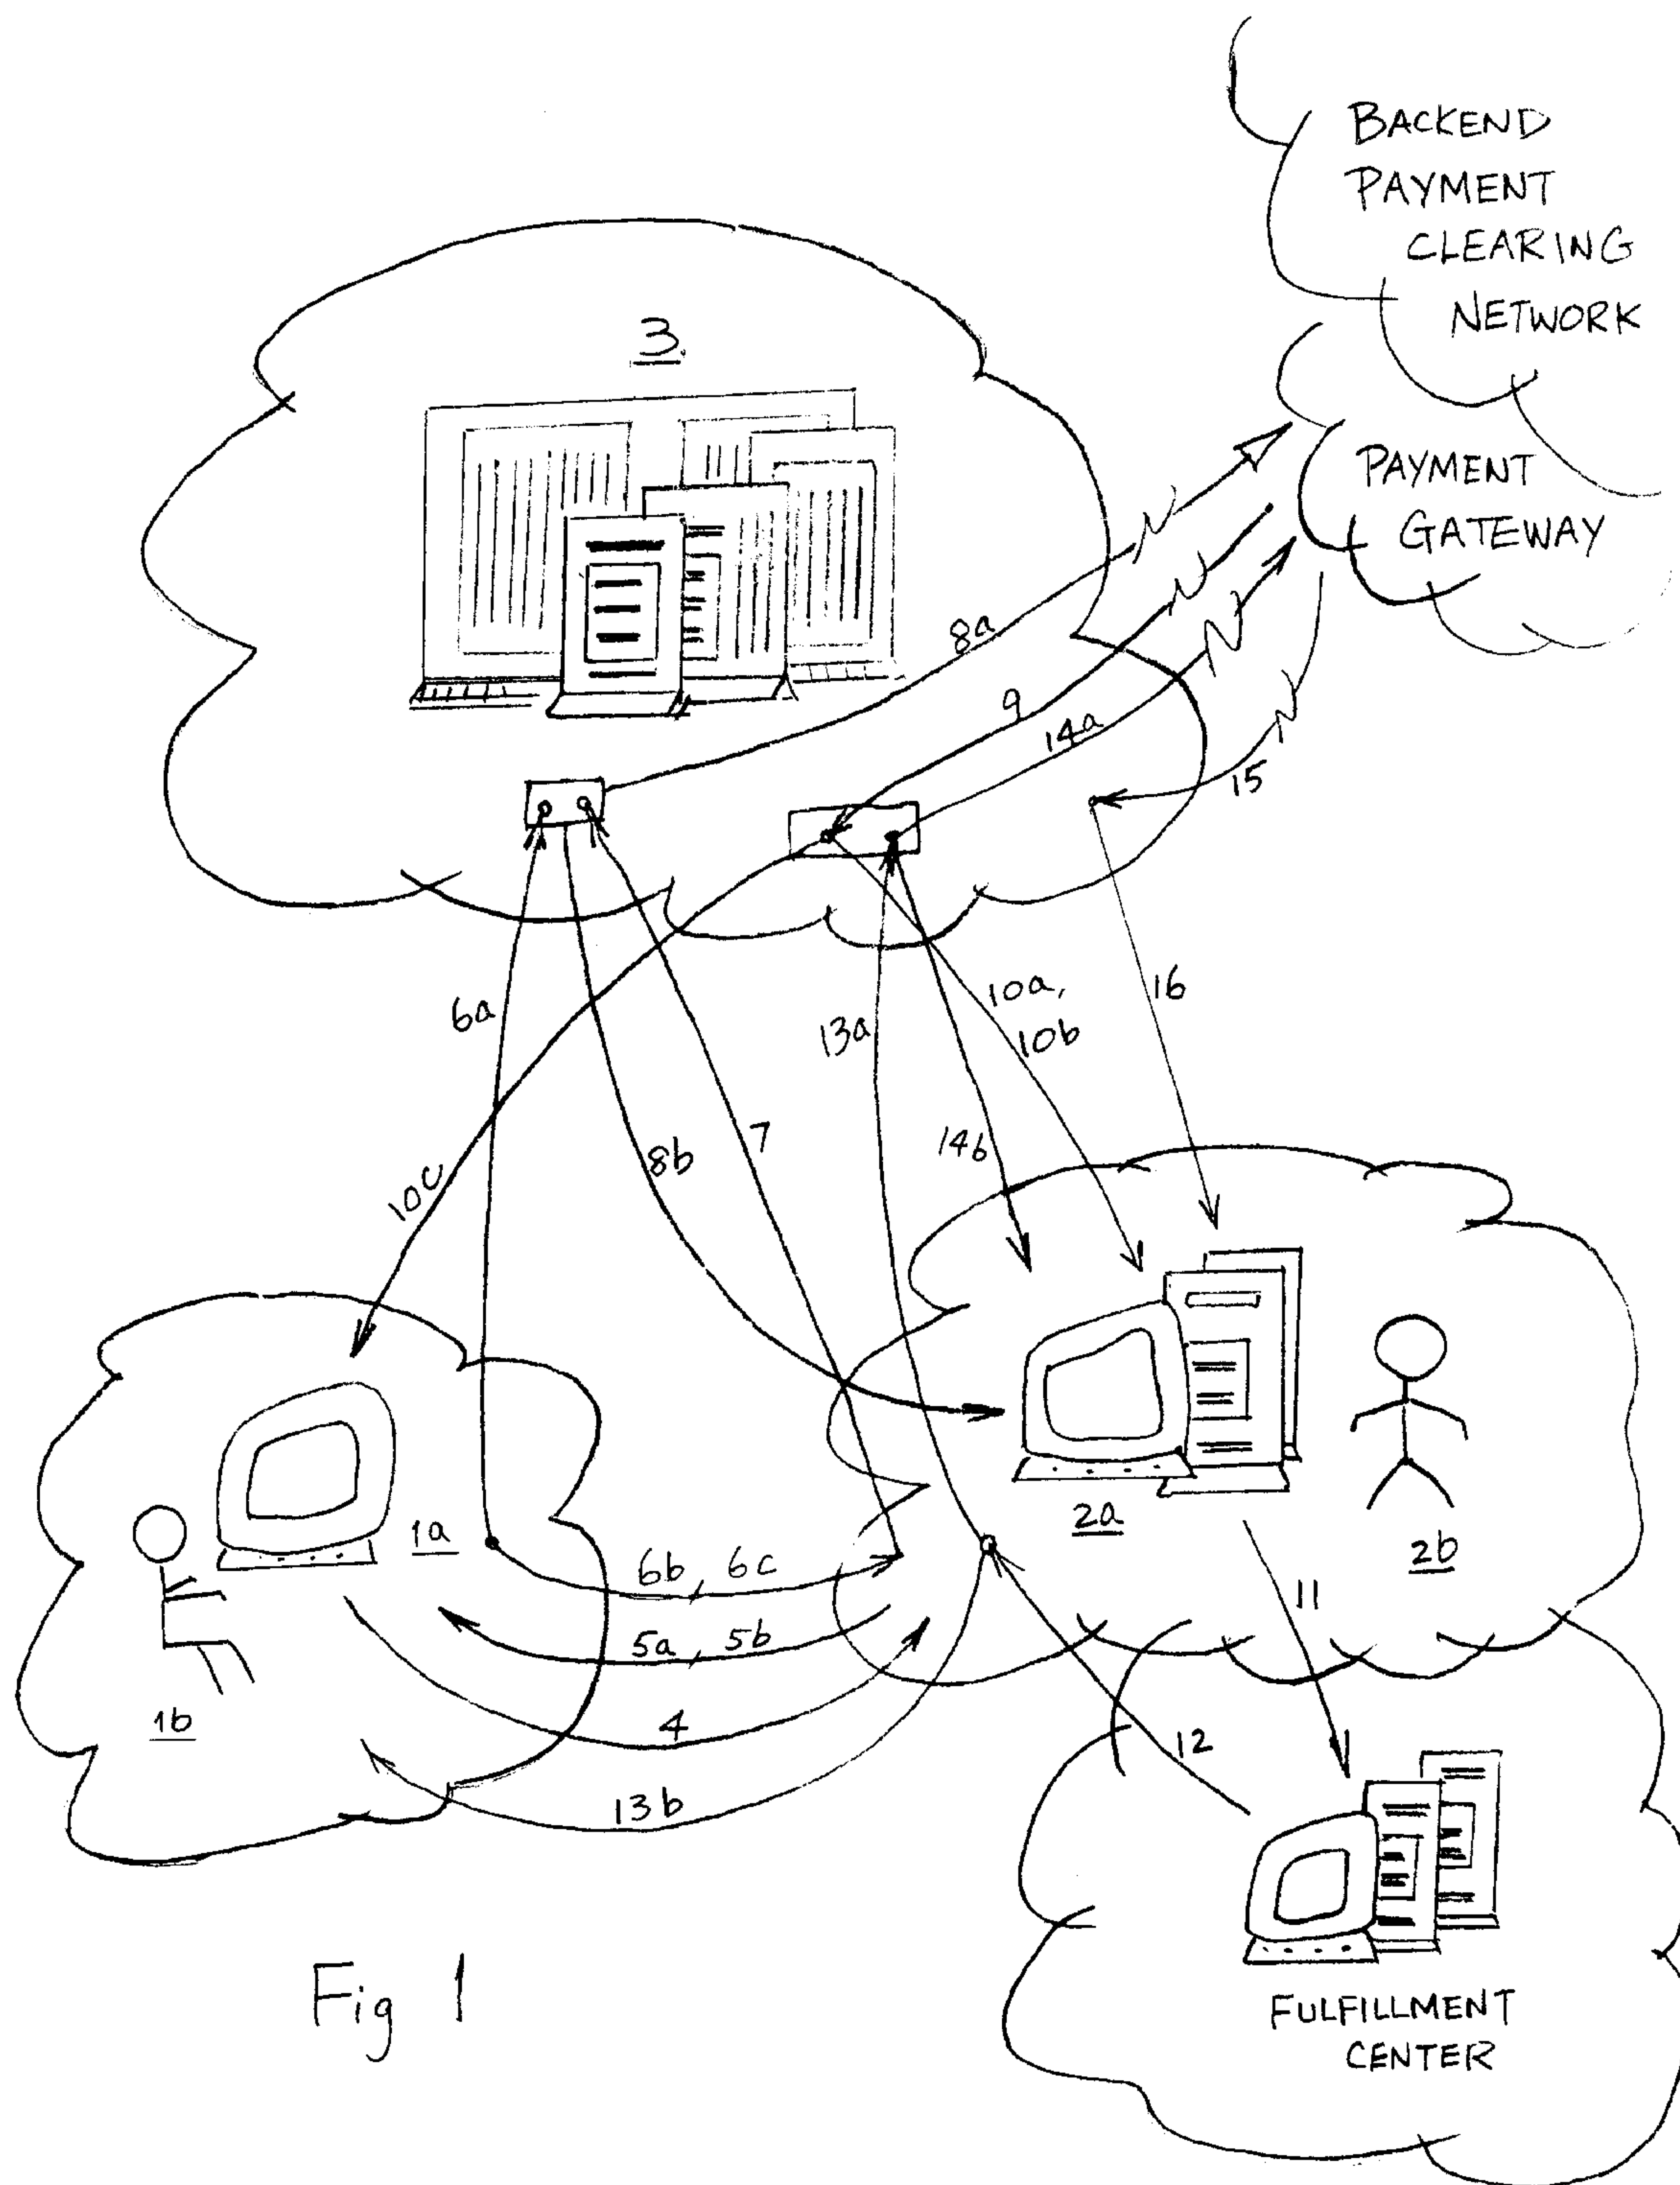 BACKEND
PAYMENT
CLEARING
NETWORK
3
PAYMENT
GATEWAY
8a
9
14a
15
6a
13a
10a,
10b
16
10c
8b
7
14b
1a
2a
2b
6b, 6c
5a, 5b
11
1b
4
12
13b
Fig 1
FULFILLMENT
CENTER